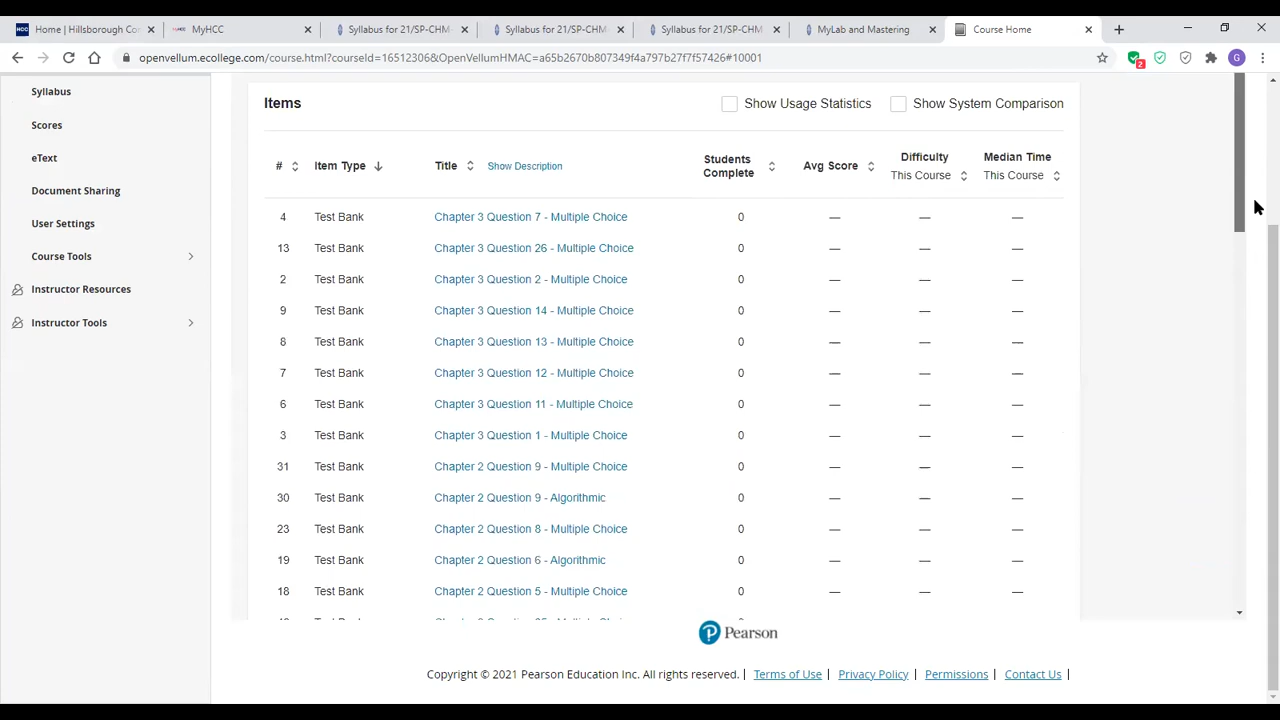 Home | Hillsborough Con
MyHCC
Syllabus for 21/SP-CHM
Syllabus for 21/SP-CHM
Syllabus for 21/SP-CHM
MyLab and Mastering
Course Home
openvellum.ecollege.com/course.html?courseId=16512306&OpenVellumHMAC=a65b2670b807349f4a797b27f7f57426#10001
2
G
Syllabus
Scores
eText
Document Sharing
User Settings
Course Tools
Instructor Resources
Instructor Tools
Items
Show Usage Statistics
Show System Comparison
# Item Type Title Show Description Students Complete Avg Score Difficulty This Course Median Time This Course
4 Test Bank Chapter 3 Question 7 - Multiple Choice 0 — — —
13 Test Bank Chapter 3 Question 26 - Multiple Choice 0 — — —
2 Test Bank Chapter 3 Question 2 - Multiple Choice 0 — — —
9 Test Bank Chapter 3 Question 14 - Multiple Choice 0 — — —
8 Test Bank Chapter 3 Question 13 - Multiple Choice 0 — — —
7 Test Bank Chapter 3 Question 12 - Multiple Choice 0 — — —
6 Test Bank Chapter 3 Question 11 - Multiple Choice 0 — — —
3 Test Bank Chapter 3 Question 1 - Multiple Choice 0 — — —
31 Test Bank Chapter 2 Question 9 - Multiple Choice 0 — — —
30 Test Bank Chapter 2 Question 9 - Algorithmic 0 — — —
23 Test Bank Chapter 2 Question 8 - Multiple Choice 0 — — —
19 Test Bank Chapter 2 Question 6 - Algorithmic 0 — — —
18 Test Bank Chapter 2 Question 5 - Multiple Choice 0 — — —
Pearson
Copyright © 2021 Pearson Education Inc. All rights reserved. | Terms of Use | Privacy Policy | Permissions | Contact Us |